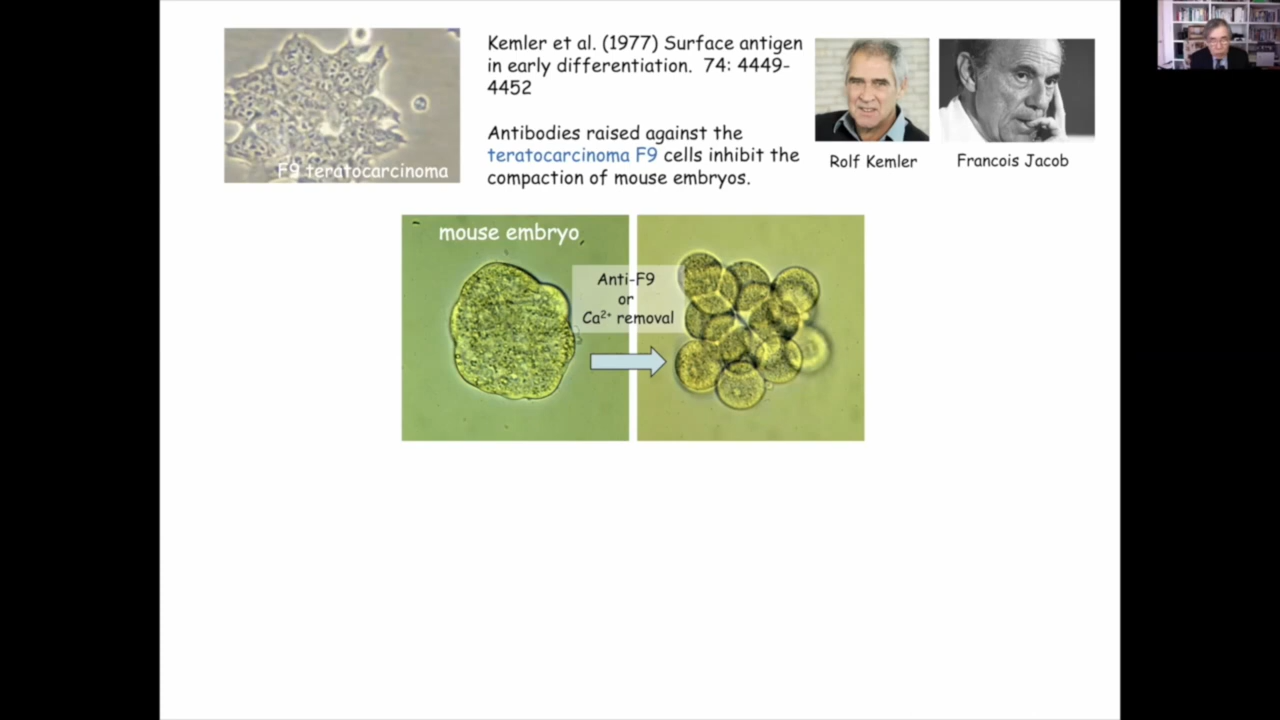 F9 teratocarcinoma
Kemler et al. (1977) Surface antigen
in early differentiation. 74: 4449-
4452
Antibodies raised against the
teratocarcinoma F9 cells inhibit the
compaction of mouse embryos.
Rolf Kemler
Francois Jacob
mouse embryo
Anti-F9
or
Ca²⁺ removal